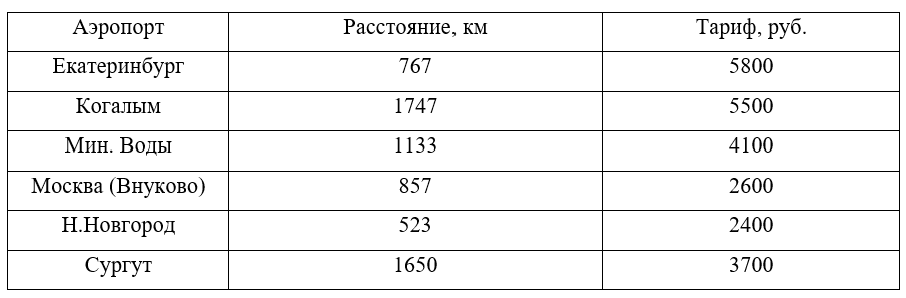 Аэропорт Расстояние, км Тариф, руб.
Екатеринбург 767 5800
Когалым 1747 5500
Мин. Воды 1133 4100
Москва (Внуково) 857 2600
Н.Новгород 523 2400
Сургут 1650 3700